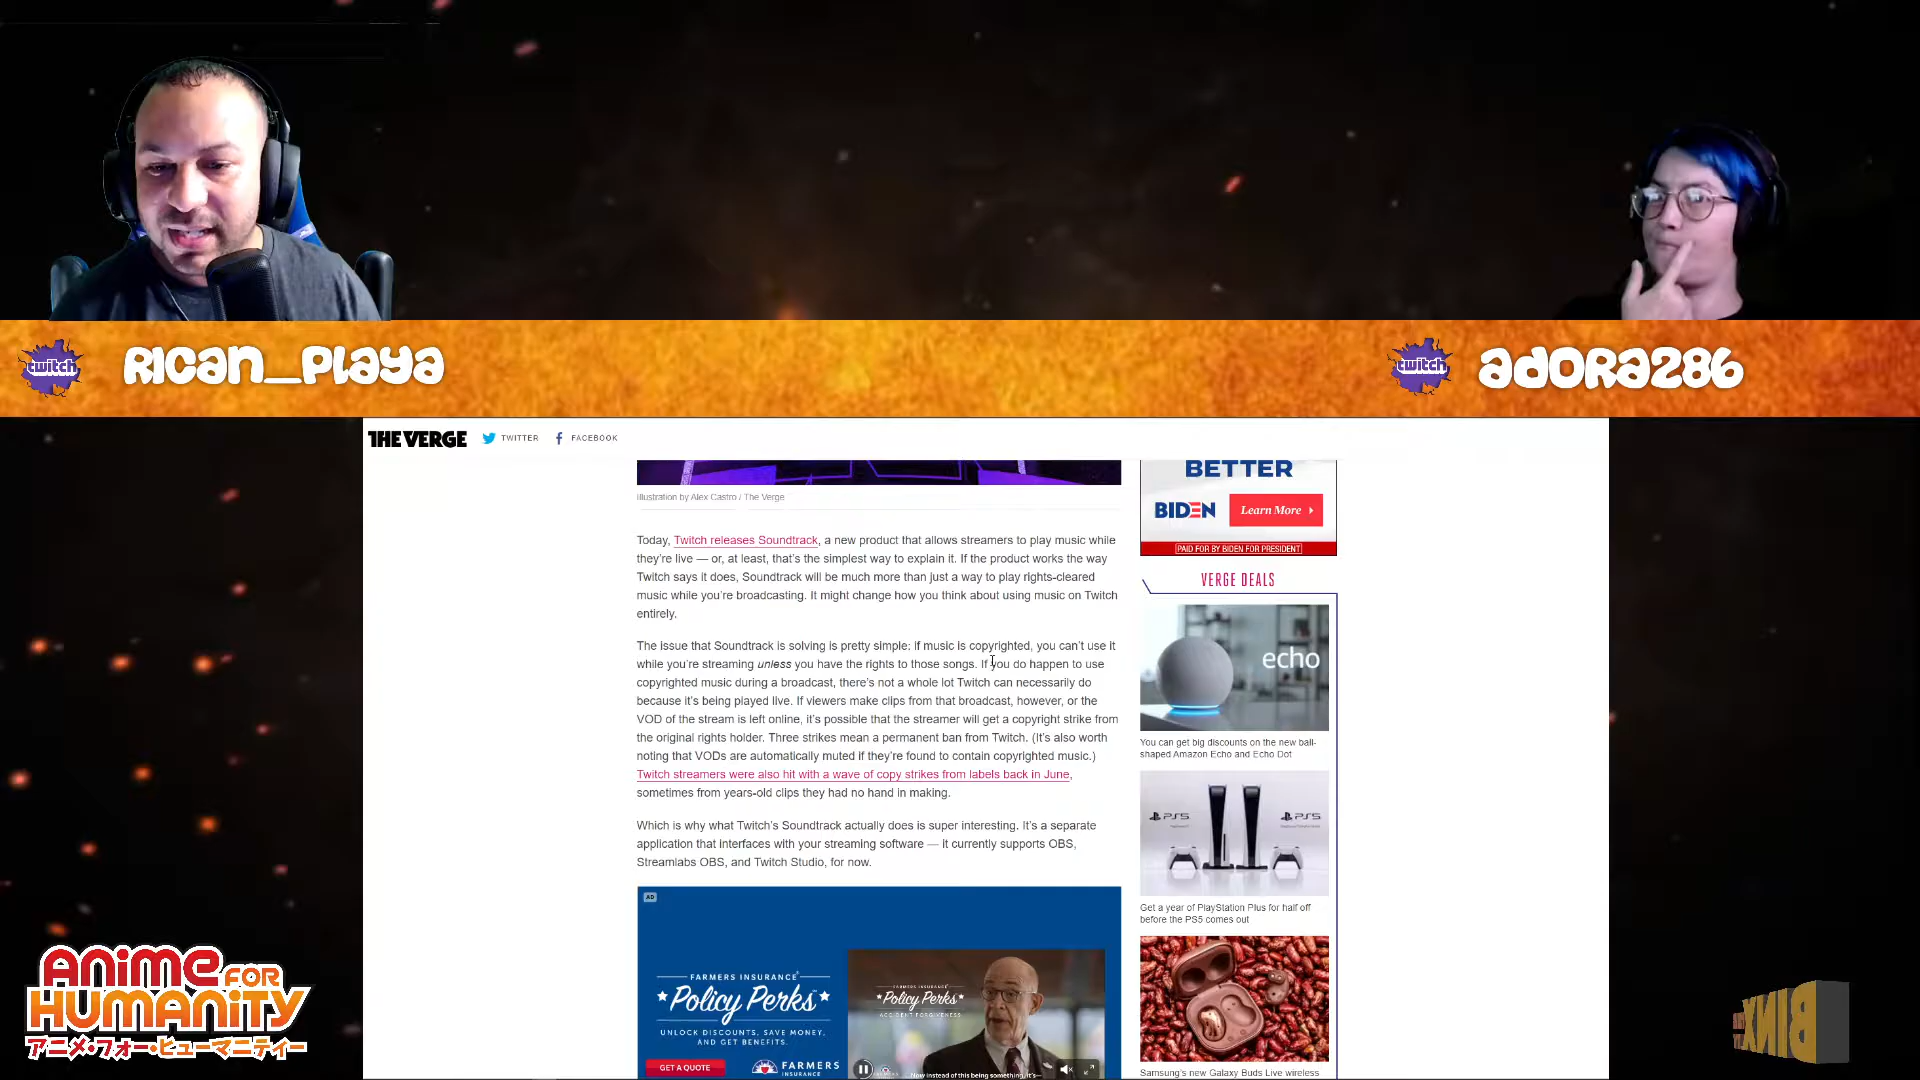 twitch
RICAN_PLAYA
twitch
adORa286
THE VERGE
TWITTER
FACEBOOK
Illustration by Alex Castro / The Verge
Today, Twitch releases Soundtrack, a new product that allows streamers to play music while
they're live — or, at least, that's the simplest way to explain it. If the product works the way
Twitch says it does, Soundtrack will be much more than just a way to play rights-cleared
music while you're broadcasting. It might change how you think about using music on Twitch
entirely.
The issue that Soundtrack is solving is pretty simple: if music is copyrighted, you can't use it
while you're streaming unless you have the rights to those songs. If you do happen to use
copyrighted music during a broadcast, there's not a whole lot Twitch can necessarily do
because it's being played live. If viewers make clips from that broadcast, however, or the
VOD of the stream is left online, it's possible that the streamer will get a copyright strike from
the original rights holder. Three strikes mean a permanent ban from Twitch. (It's also worth
noting that VODs are automatically muted if they're found to contain copyrighted music.)
Twitch streamers were also hit with a wave of copy strikes from labels back in June,
sometimes from years-old clips they had no hand in making.
Which is why what Twitch's Soundtrack actually does is super interesting. It's a separate
application that interfaces with your streaming software — it currently supports OBS,
Streamlabs OBS, and Twitch Studio, for now.
AD
FARMERS INSURANCE®
Policy Perks™
UNLOCK DISCOUNTS. SAVE MONEY.
AND GET BENEFITS.
GET A QUOTE
FARMERS
INSURANCE
FARMERS INSURANCE®
Policy Perks™
ACCIDENT FORGIVENESS
Now instead of this being something, it's—
BETTER
BIDEN
Learn More
PAID FOR BY BIDEN FOR PRESIDENT
VERGE DEALS
echo
You can get big discounts on the new ball-
shaped Amazon Echo and Echo Dot
PS5
PS5
Get a year of PlayStation Plus for half off
before the PS5 comes out
Samsung's new Galaxy Buds Live wireless
Anime FOR
HUMANITY
アニメ・フォー・ヒューマニティー
BINX